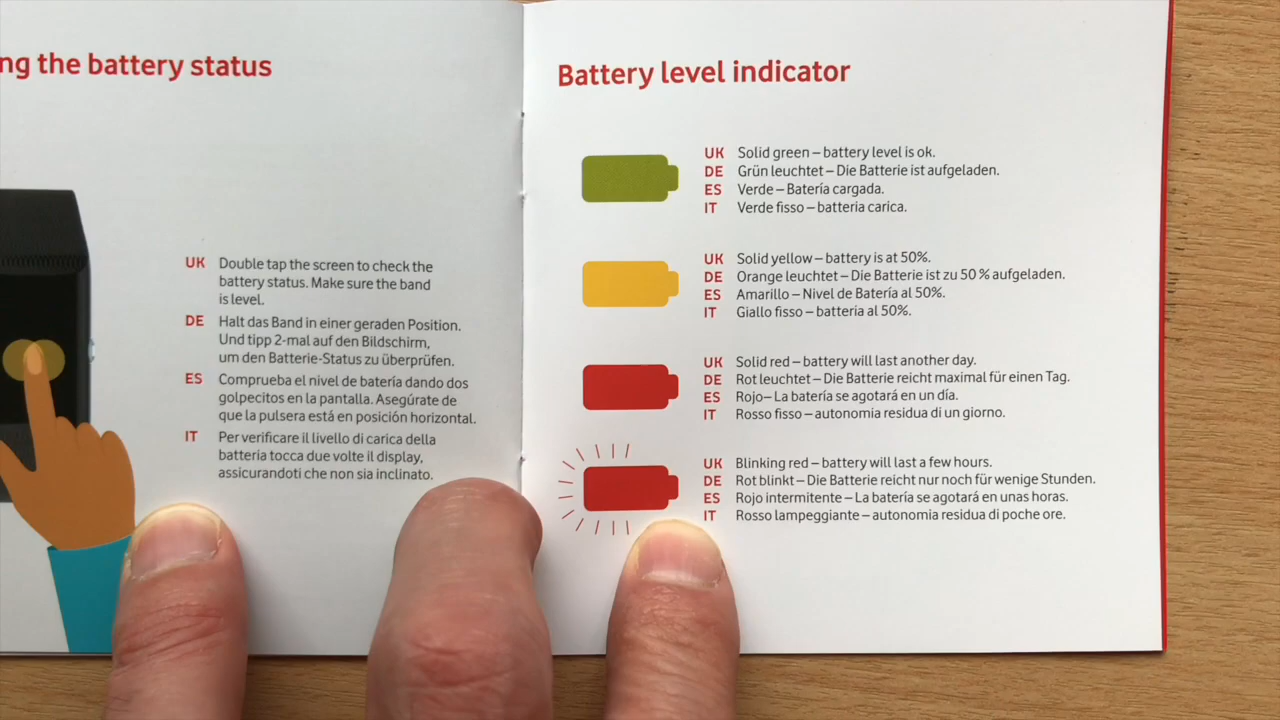 ng the battery status
UK Double tap the screen to check the
battery status. Make sure the band
is level.
DE Halt das Band in einer geraden Position.
Und tipp 2-mal auf den Bildschirm,
um den Batterie-Status zu überprüfen.
ES Comprueba el nivel de batería dando dos
golpecitos en la pantalla. Asegúrate de
que la pulsera está en posición horizontal.
IT Per verificare il livello di carica della
batteria tocca due volte il display,
assicurandoti che non sia inclinato.
Battery level indicator
UK Solid green – battery level is ok.
DE Grün leuchtet – Die Batterie ist aufgeladen.
ES Verde – Batería cargada.
IT Verde fisso – batteria carica.
UK Solid yellow – battery is at 50%.
DE Orange leuchtet – Die Batterie ist zu 50 % aufgeladen.
ES Amarillo – Nivel de Batería al 50%.
IT Giallo fisso – batteria al 50%.
UK Solid red – battery will last another day.
DE Rot leuchtet – Die Batterie reicht maximal für einen Tag.
ES Rojo– La batería se agotará en un día.
IT Rosso fisso – autonomia residua di un giorno.
UK Blinking red – battery will last a few hours.
DE Rot blinkt – Die Batterie reicht nur noch für wenige Stunden.
ES Rojo intermitente – La batería se agotará en unas horas.
IT Rosso lampeggiante – autonomia residua di poche ore.